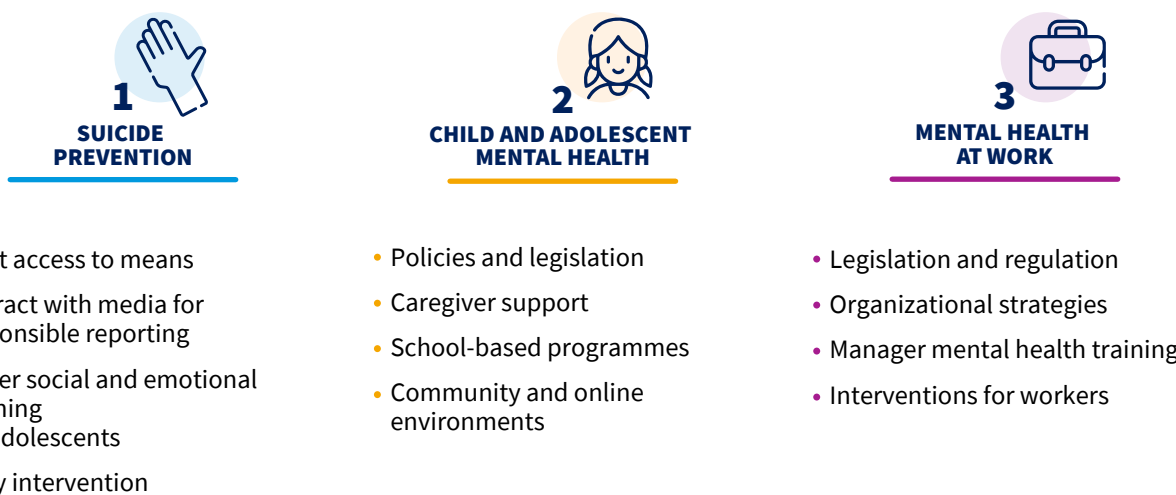 1
SUICIDE
PREVENTION
access to means
with media for
reporting
social and emotional
intervention
2
CHILD AND ADOLESCENT
MENTAL HEALTH
• Policies and legislation
• Caregiver support
• School-based programmes
• Community and online
environments
3
MENTAL HEALTH
AT WORK
• Legislation and regulation
• Organizational strategies
• Manager mental health training
• Interventions for workers